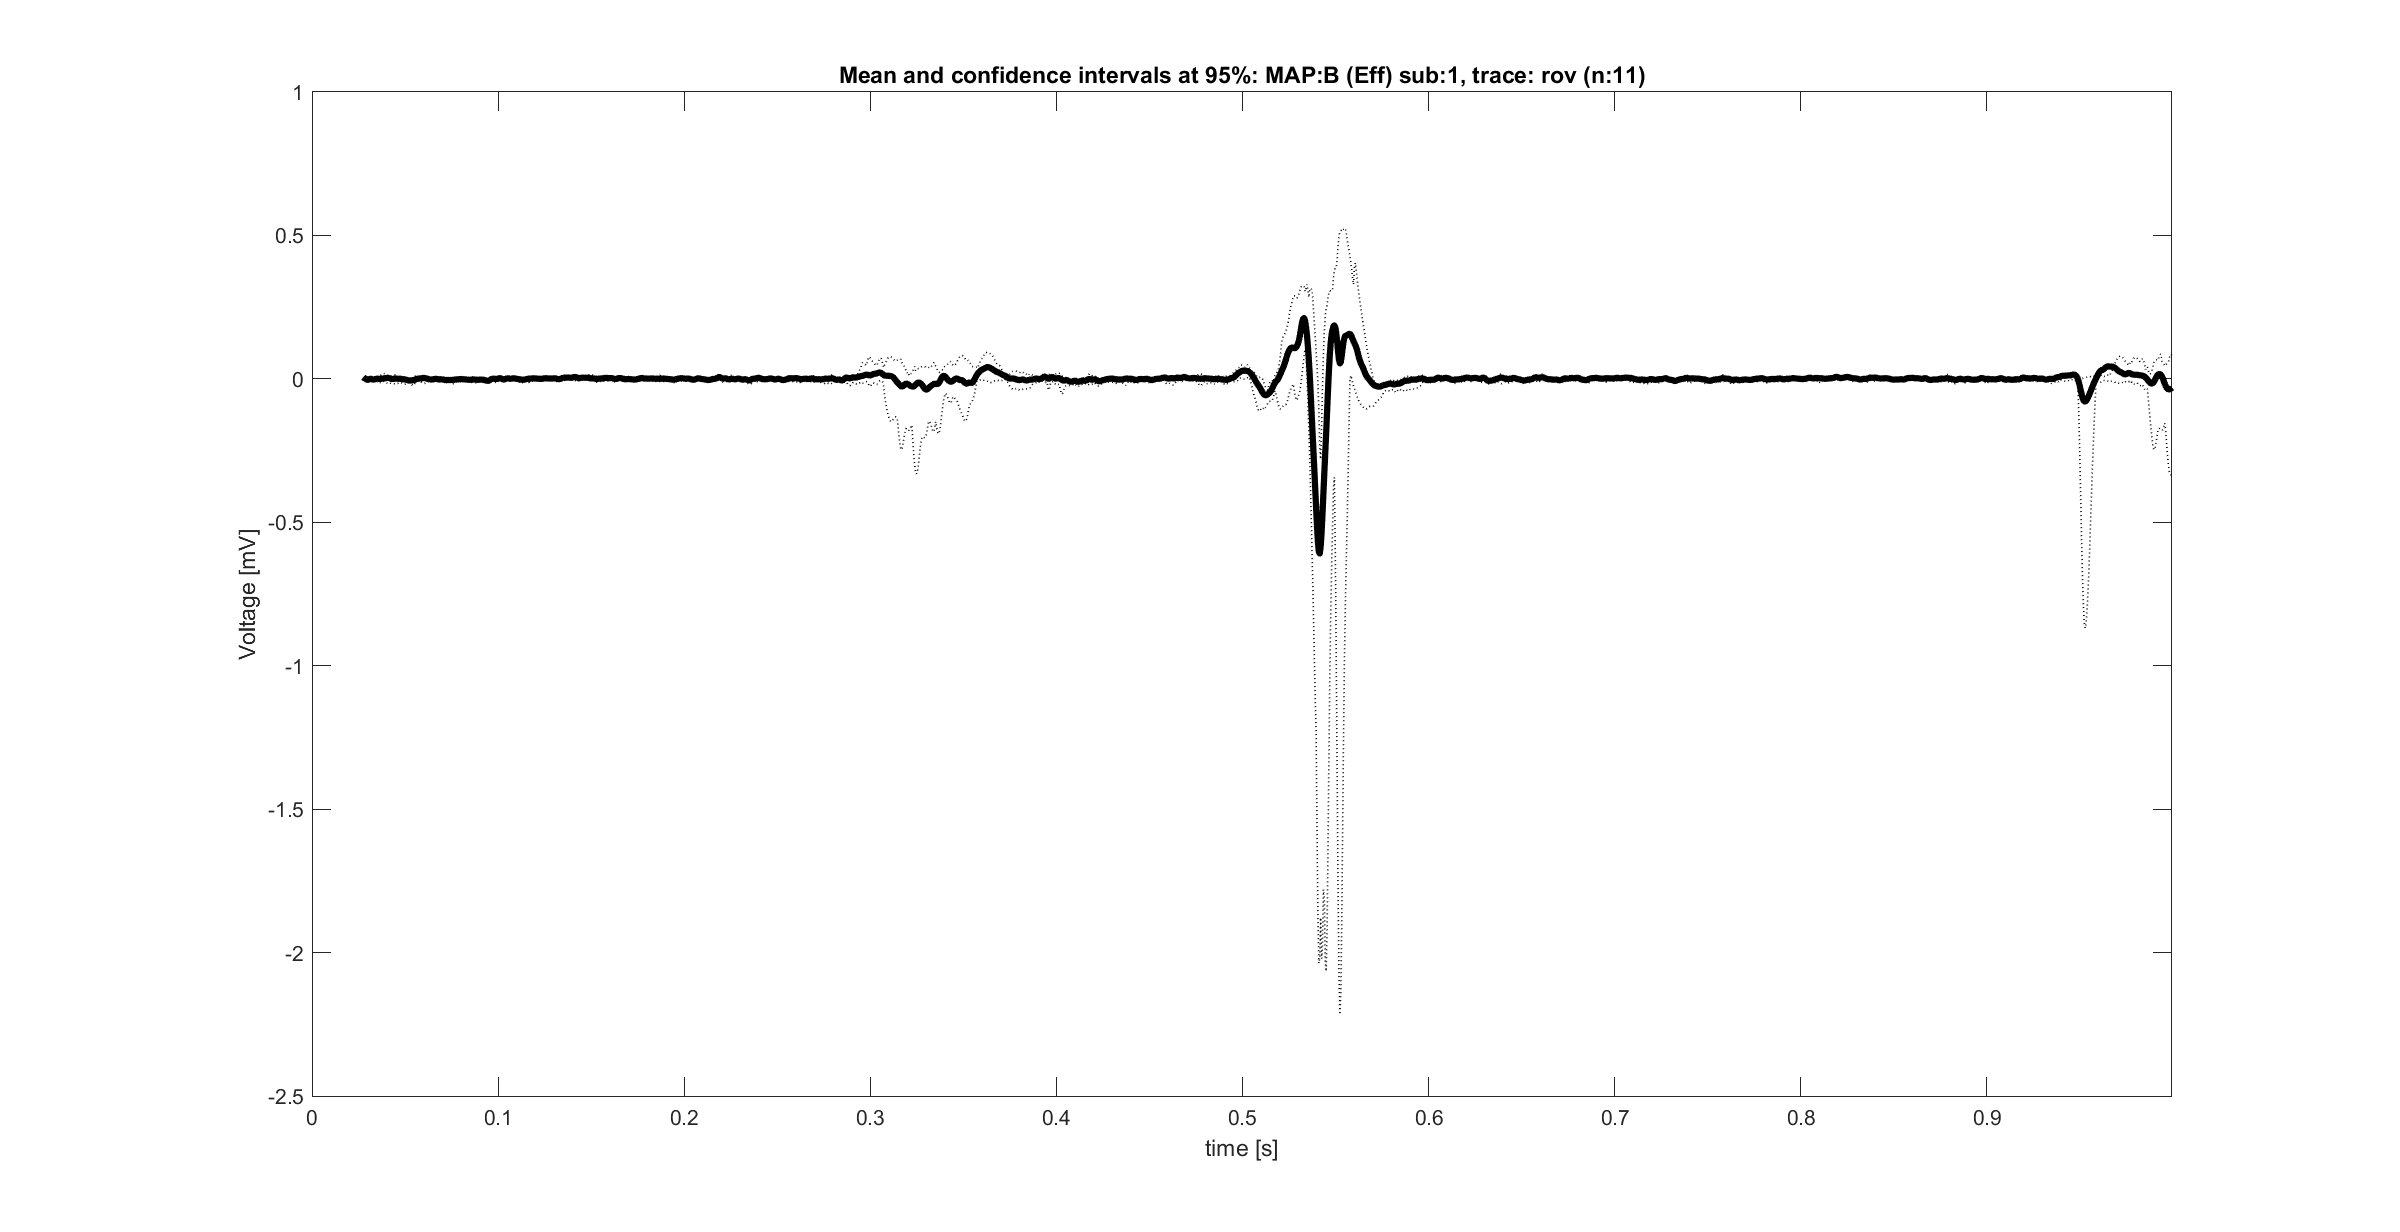 Mean and confidence intervals at 95%: MAP:B (Eff) sub:1, trace: rov (n:11)
1
0.5
0
-0.5
-1
-1.5
-2
-2.5
Voltage [mV]
0 0.1 0.2 0.3 0.4 0.5 0.6 0.7 0.8 0.9
time [s]